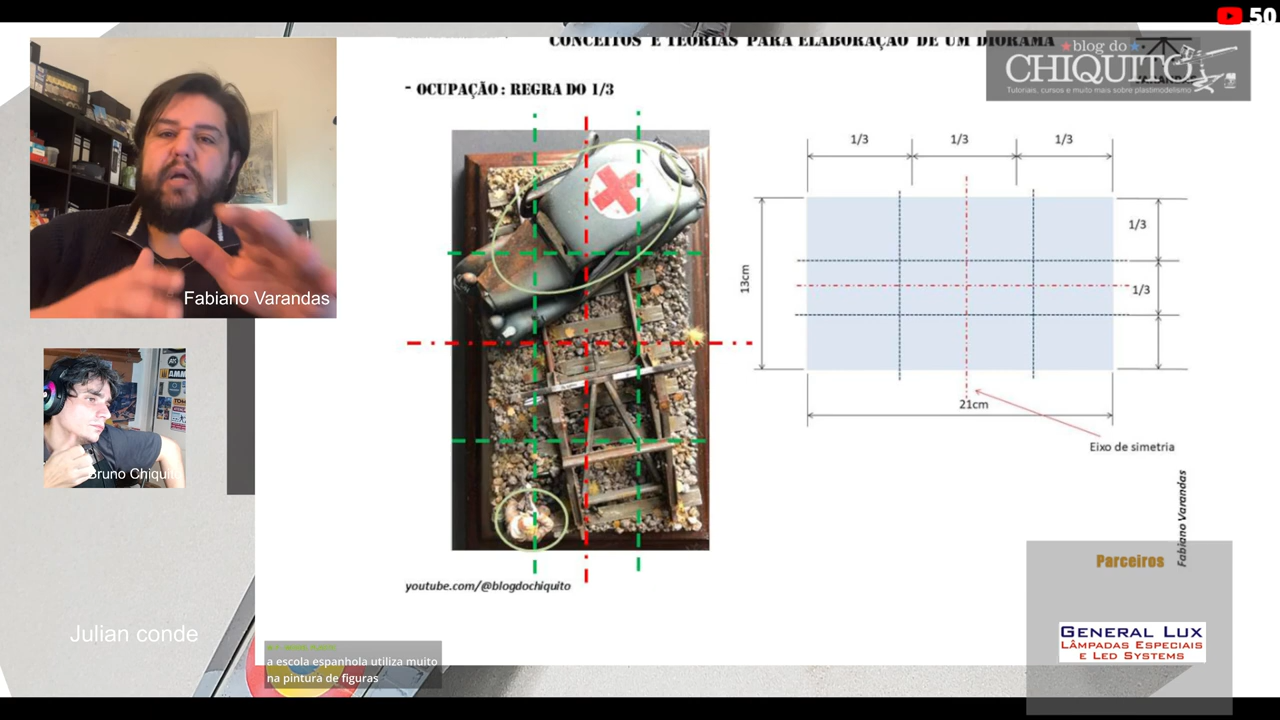 50
CONCEITOS E TEORIAS PARA ELABORAÇÃO DE UM DIORAMA
blog do
CHIQUITO
Tutoriais, cursos e muito mais sobre plastimodelismo
- OCUPAÇÃO : REGRA DO 1/3
1/3
1/3
1/3
1/3
1/3
13cm
21cm
Eixo de simetria
Fabiano Varandas
Bruno Chiquito
Julian conde
youtube.com/@blogdochiquito
a escola espanhola utiliza muito
na pintura de figuras
Fabiano Varandas
Parceiros
GENERAL LUX
LÂMPADAS ESPECIAIS
E LED SYSTEMS